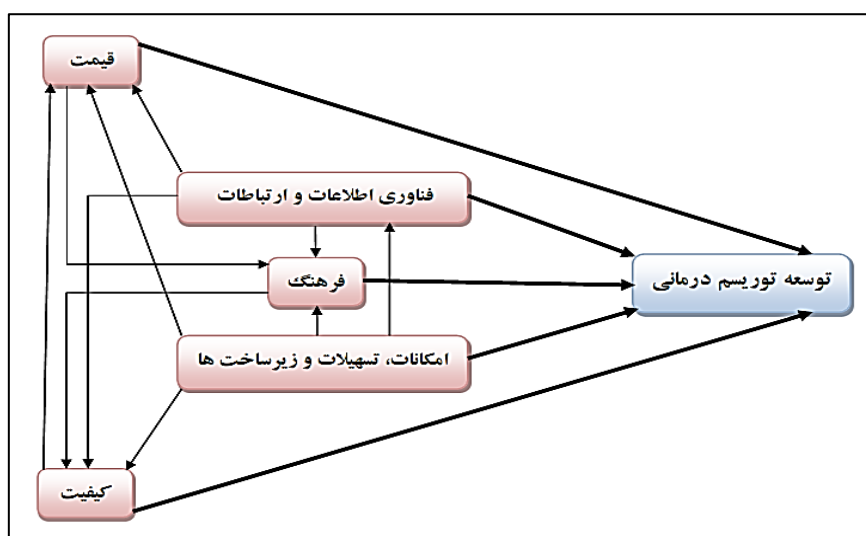 قیمت
فناوری اطلاعات و ارتباطات
فرهنگ
توسعه توریسم درمانی
امکانات، تسهیلات و زیرساخت ها
کیفیت